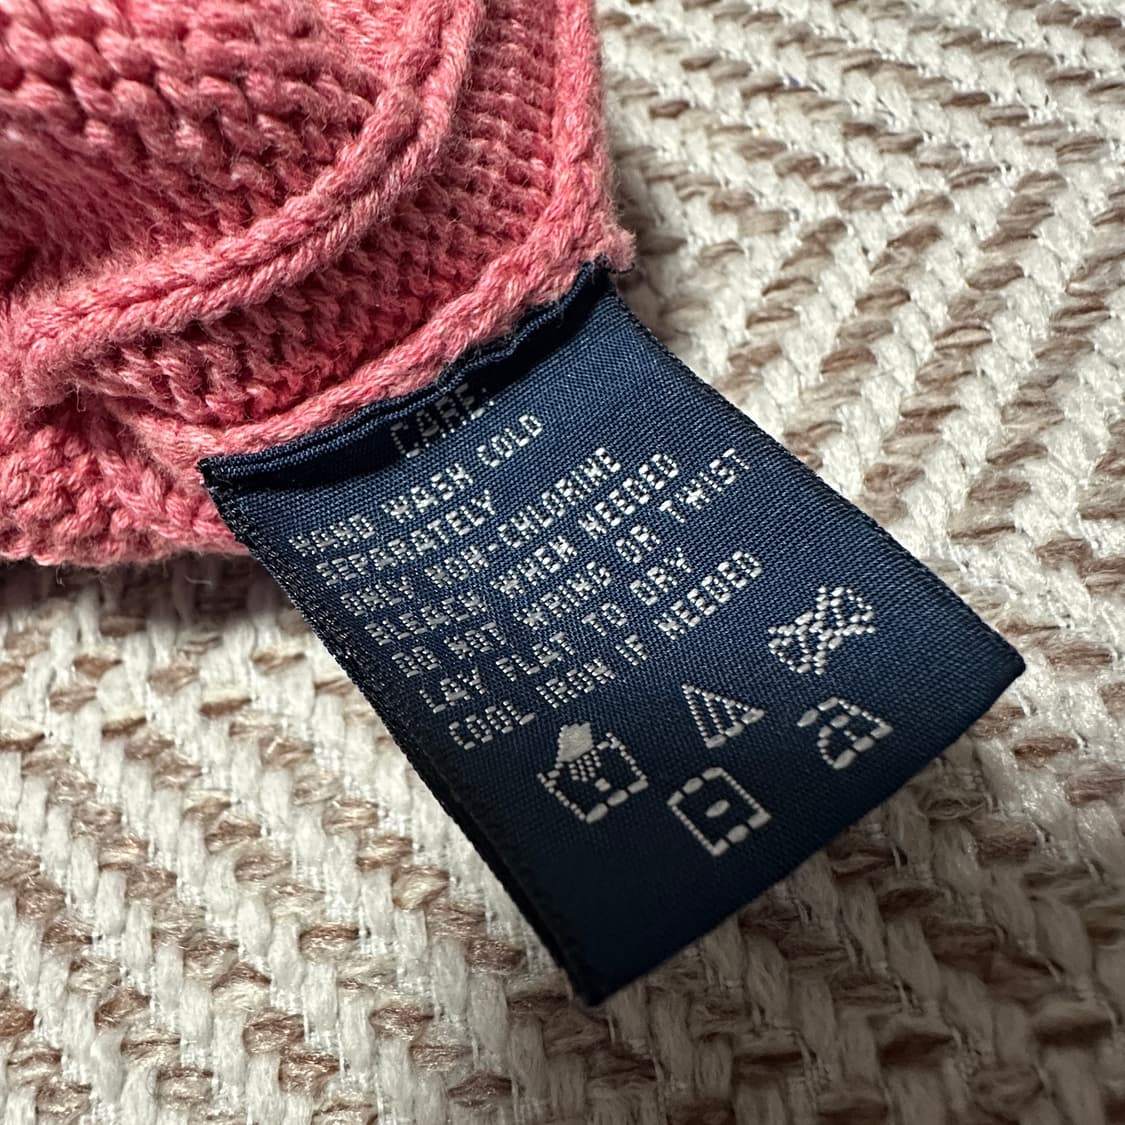 CARE:
HAND WASH COLD
SEPARATELY
ONLY NON-CHLORINE
BLEACH WHEN NEEDED
DO NOT WRING OR TWIST
LAY FLAT TO DRY
COOL IRON IF NEEDED